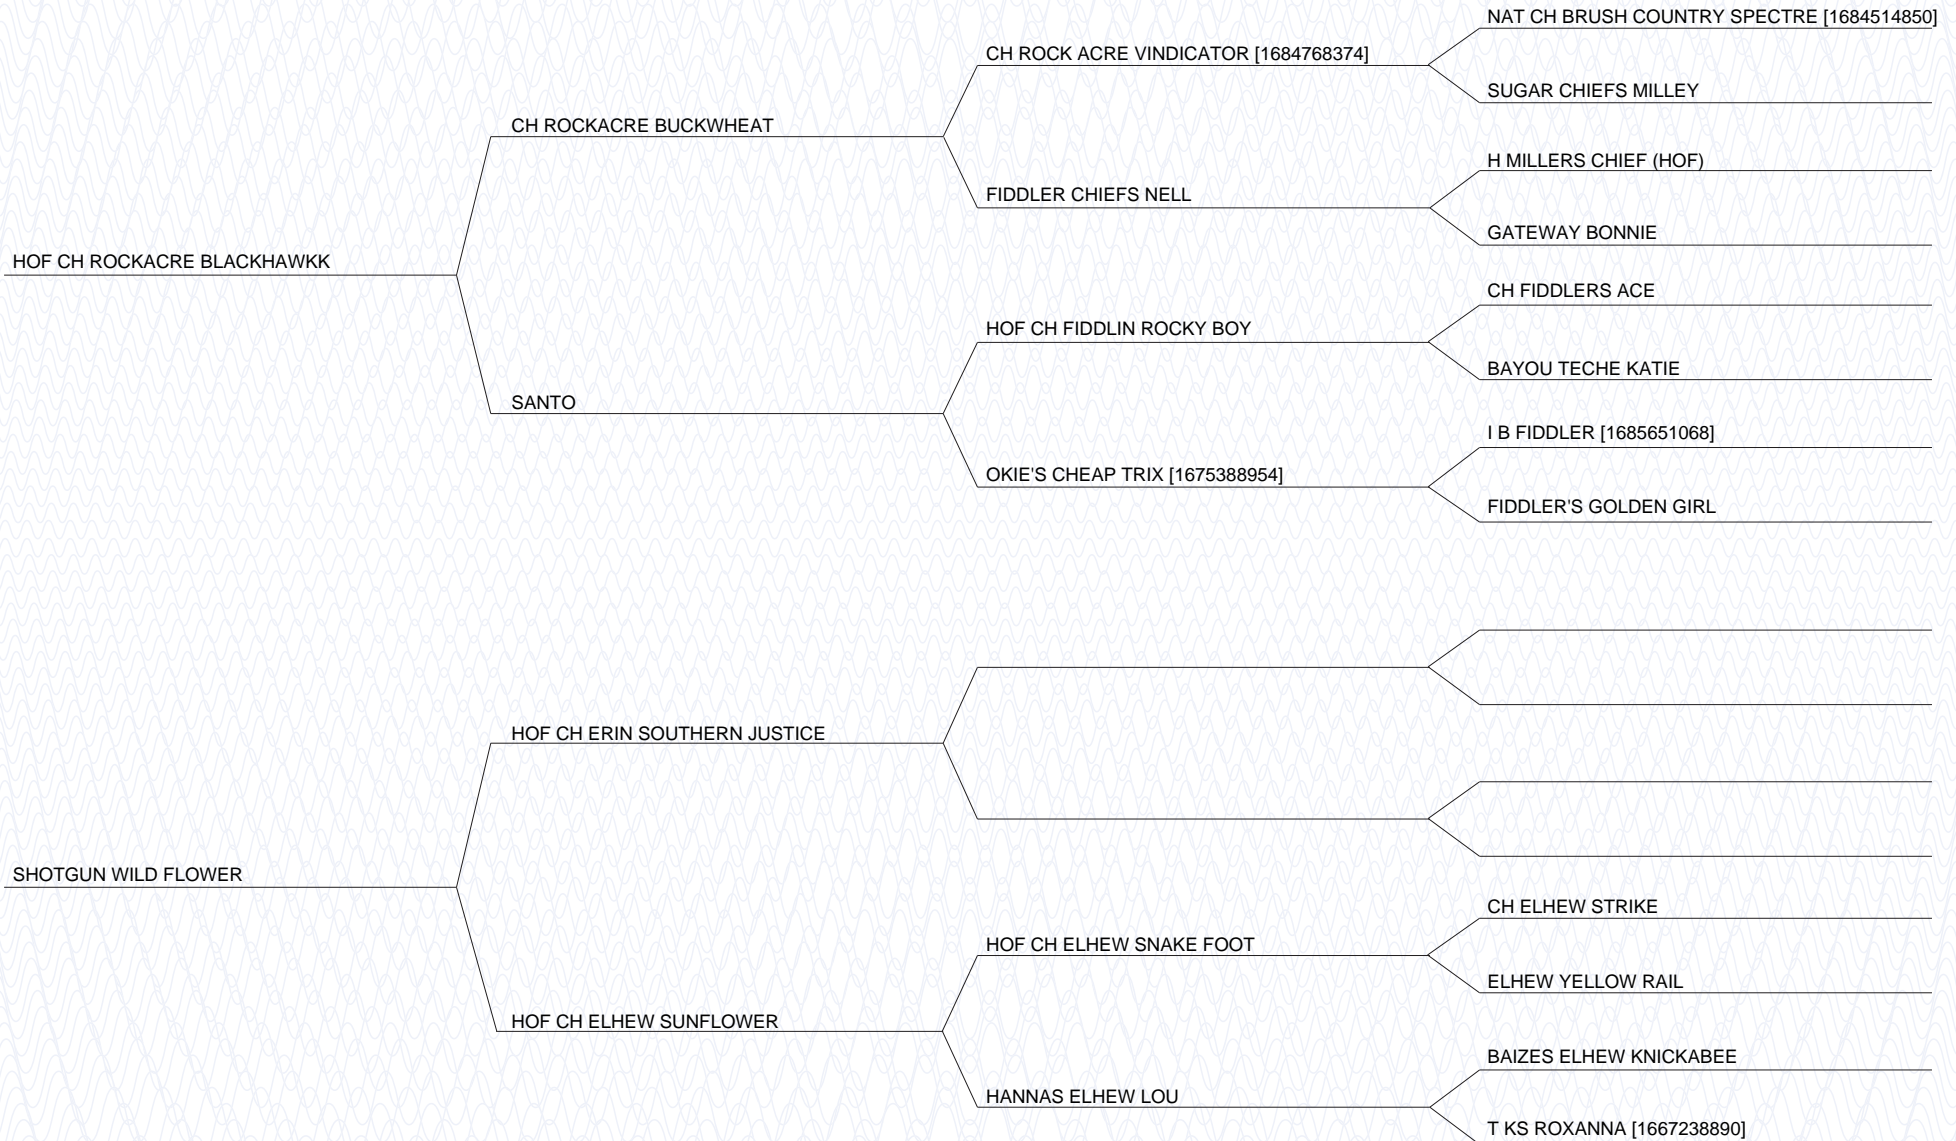 NAT CH BRUSH COUNTRY SPECTRE [1684514850]
CH ROCK ACRE VINDICATOR [1684768374]
SUGAR CHIEFS MILLEY
CH ROCKACRE BUCKWHEAT
H MILLERS CHIEF (HOF)
FIDDLER CHIEFS NELL
GATEWAY BONNIE
HOF CH ROCKACRE BLACKHAWKK
CH FIDDLERS ACE
HOF CH FIDDLIN ROCKY BOY
BAYOU TECHE KATIE
SANTO
I B FIDDLER [1685651068]
OKIE'S CHEAP TRIX [1675388954]
FIDDLER'S GOLDEN GIRL
HOF CH ERIN SOUTHERN JUSTICE
SHOTGUN WILD FLOWER
CH ELHEW STRIKE
HOF CH ELHEW SNAKE FOOT
ELHEW YELLOW RAIL
HOF CH ELHEW SUNFLOWER
BAIZES ELHEW KNICKABEE
HANNAS ELHEW LOU
T KS ROXANNA [1667238890]